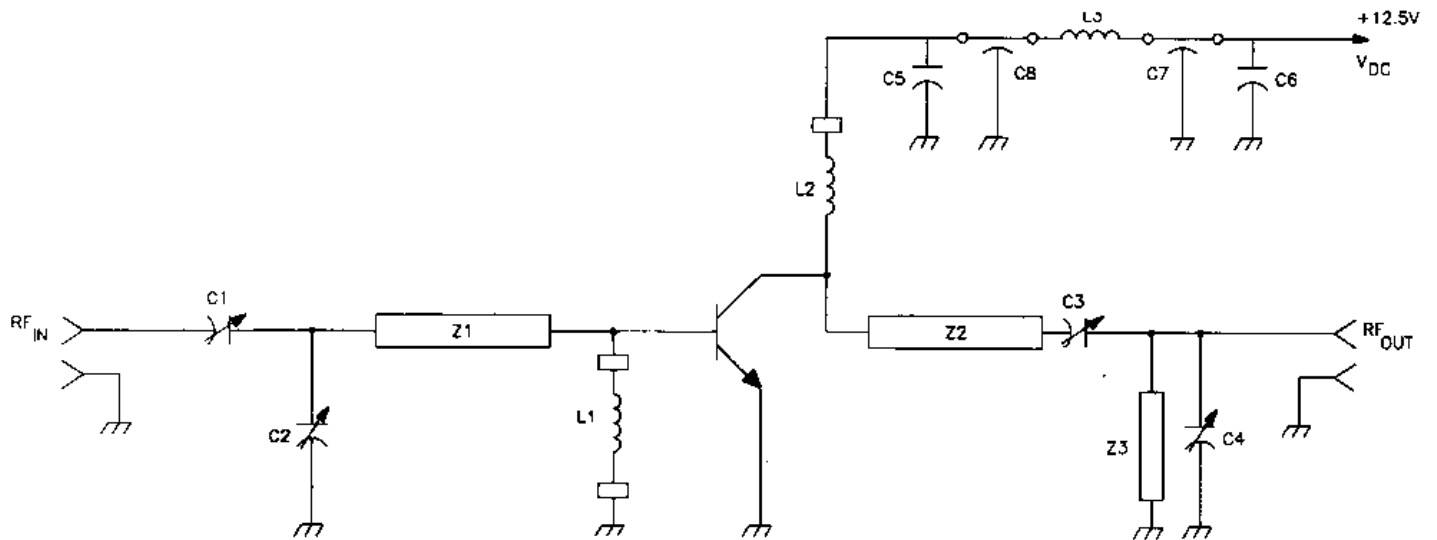 L3
+12.5V
C5
C8
C7
C6
V DC
L2
C1
C3
RF IN
Z1
Z2
RF OUT
L1
C2
Z3
C4